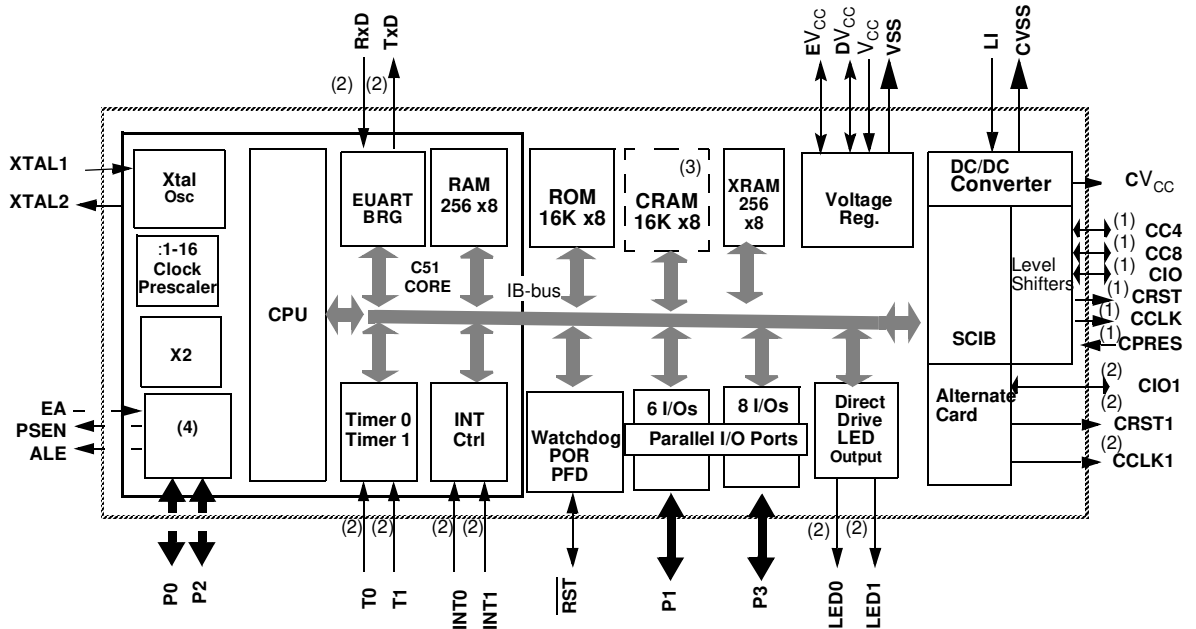 RxD
TxD
EVCC
DVCC
VCC
VSS
LI
CVSS
(2)
(2)
XTAL1
XTAL2
Xtal
Osc
:1-16
Clock
Prescaler
X2
(4)
EA
PSEN
ALE
CPU
EUART
BRG
RAM
256 x8
C51
CORE
IB-bus
ROM
16K x8
(3)
CRAM
16K x8
XRAM
256
x8
Voltage
Reg.
DC/DC
Converter
CVCC
Level
Shifters
SCIB
Alternate
Card
(1)
CC4
(1)
CC8
(1)
CIO
(1)
CRST
(1)
CCLK
(1)
CPRES
(2)
CIO1
(2)
CRST1
(2)
CCLK1
Timer 0
Timer 1
INT
Ctrl
Watchdog
POR
PFD
6 I/Os
8 I/Os
Parallel I/O Ports
Direct
Drive
LED
Output
(2)
(2)
(2)
(2)
(2)
(2)
P0
P2
T0
T1
INT0
INT1
RST
P1
P3
LED0
LED1